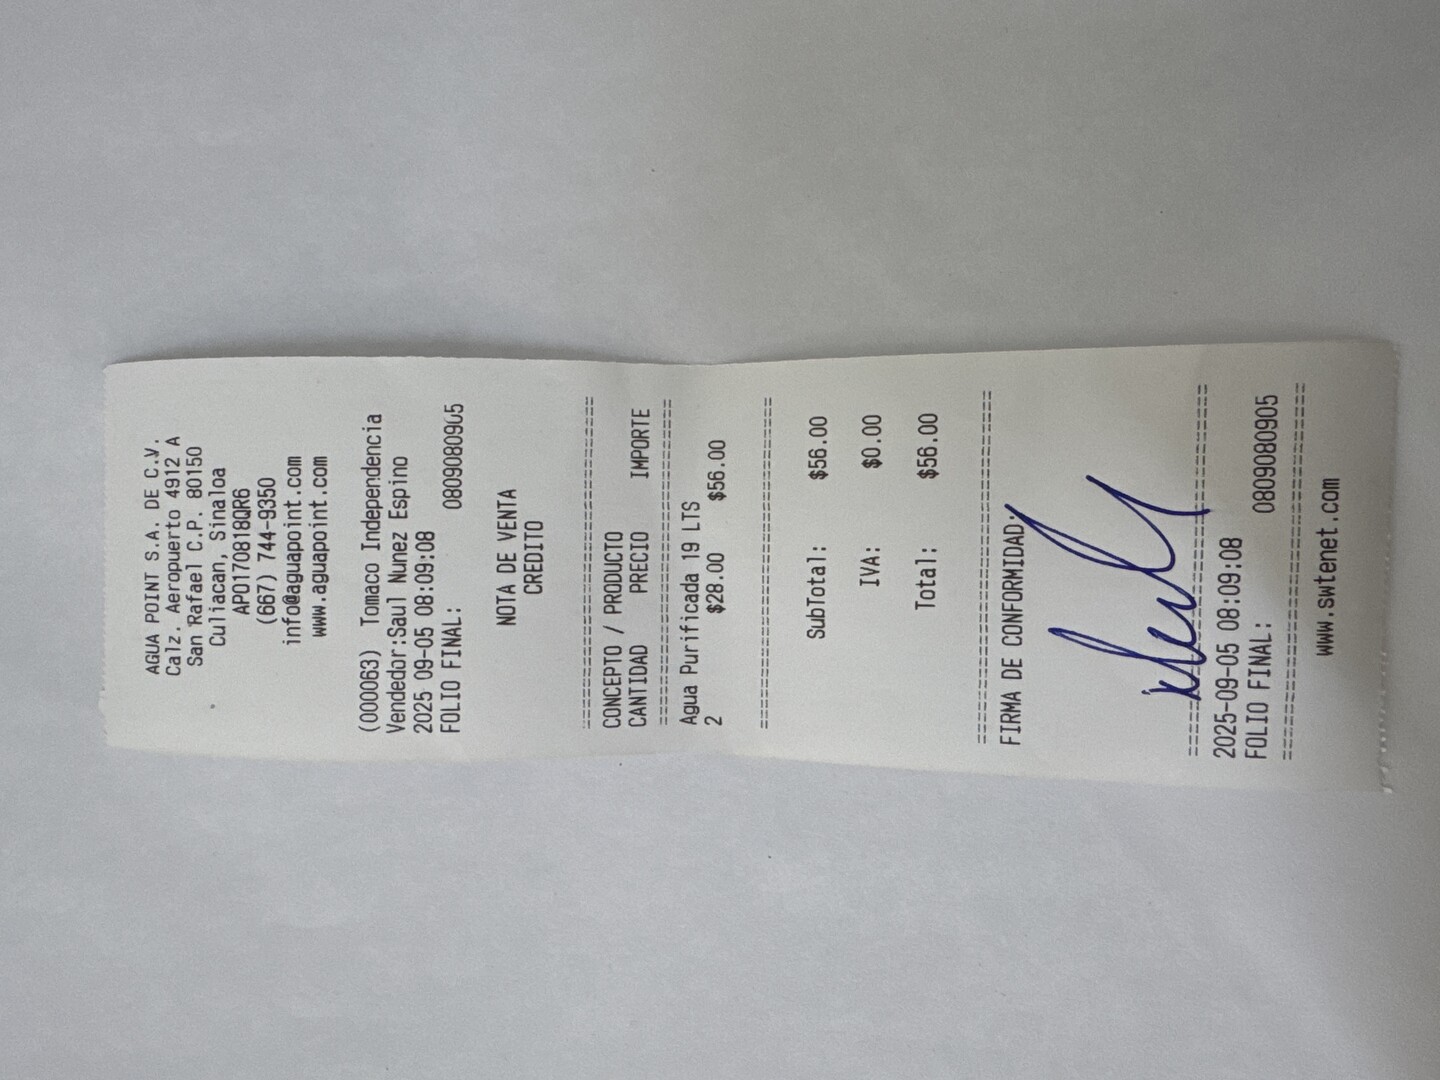 AGUA POINT S.A. DE C.V.
Calz. Aeropuerto 4912 A
San Rafael C.P. 80150
Culiacan, Sinaloa
APO170818QR6
(667) 744-9350
info@aguapoint.com
www.aguapoint.com
(000063) Tomaco Independencia
Vendedor:Saul Nunez Espino
2025 09-05 08:09:08
FOLIO FINAL: 0809080905
NOTA DE VENTA
CREDITO
==============================
CONCEPTO / PRODUCTO
CANTIDAD PRECIO IMPORTE
==============================
Agua Purificada 19 LTS
2 $28.00 $56.00
==============================
SubTotal: $56.00
IVA: $0.00
Total: $56.00
==============================
FIRMA DE CONFORMIDAD:
==============================
2025-09-05 08:09:08
FOLIO FINAL: 0809080905
==============================
www.swtenet.com